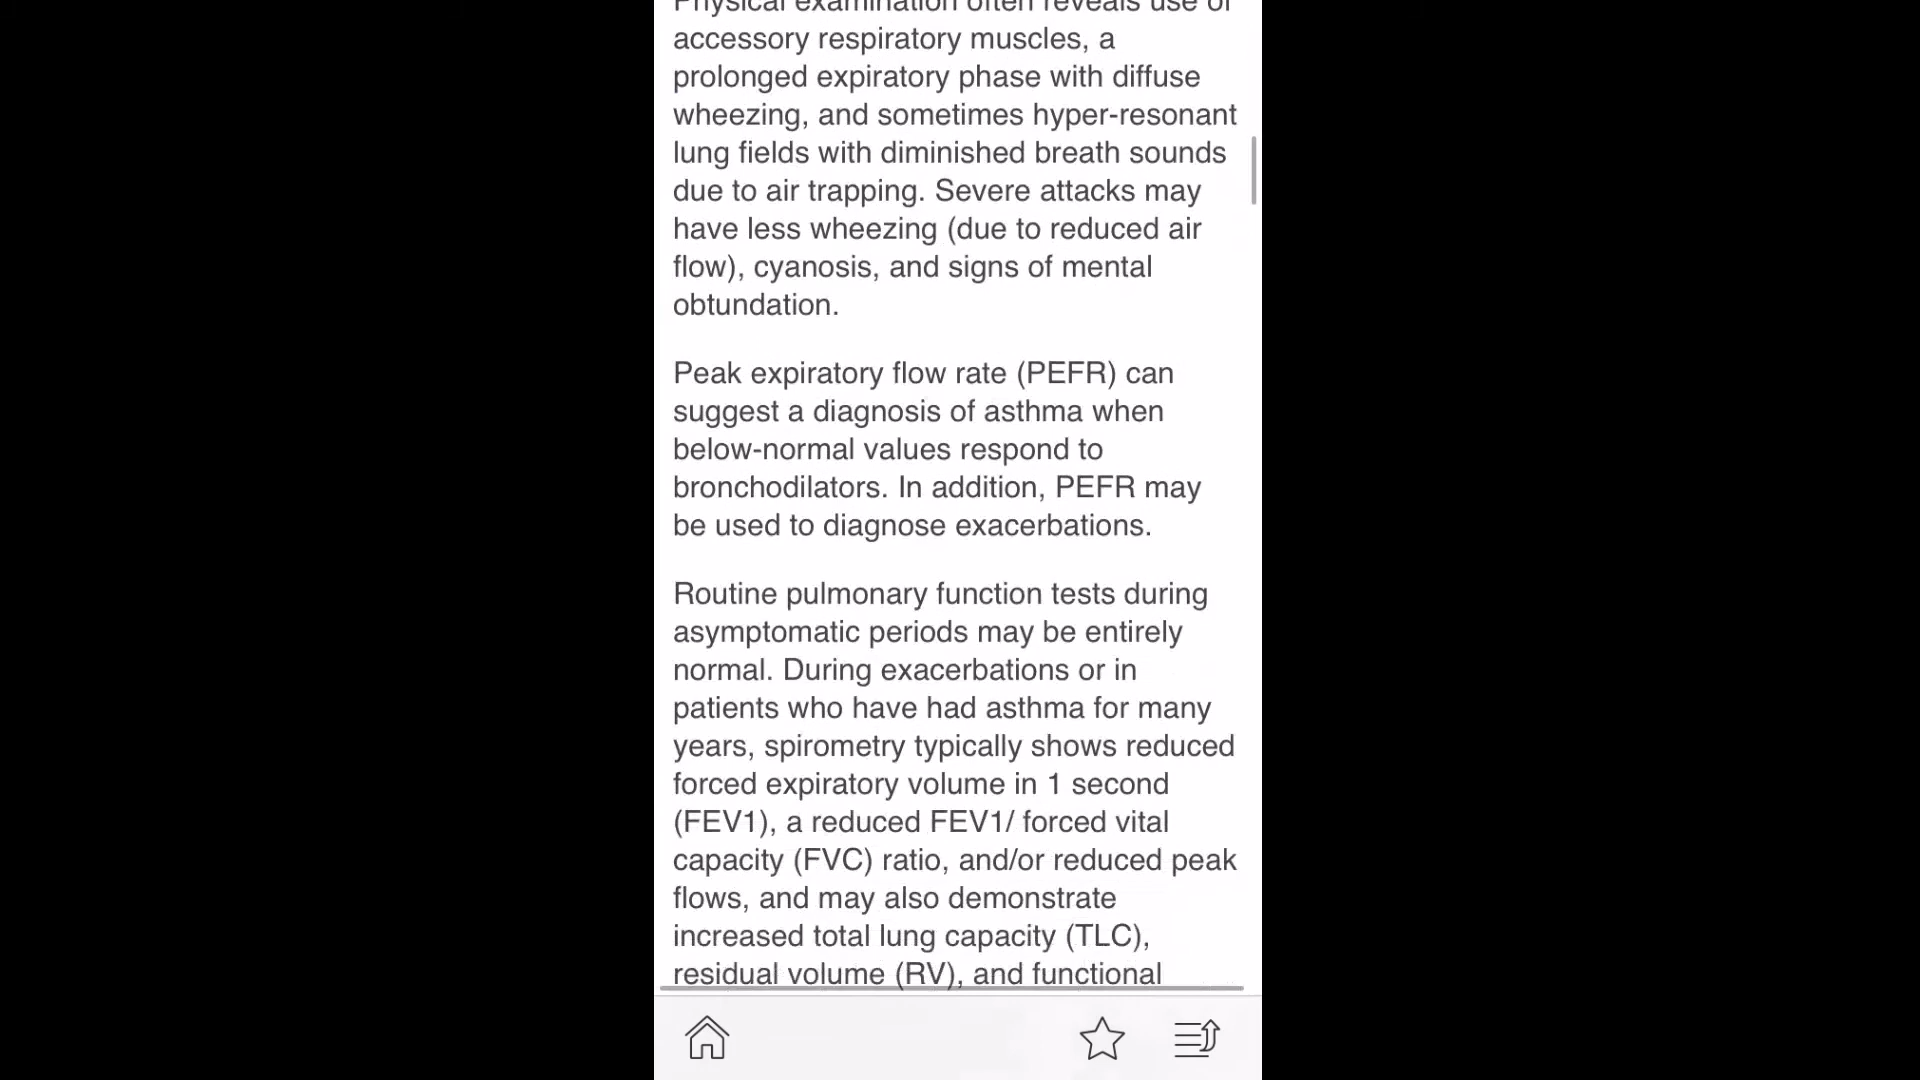 Physical examination often reveals use of
accessory respiratory muscles, a
prolonged expiratory phase with diffuse
wheezing, and sometimes hyper-resonant
lung fields with diminished breath sounds
due to air trapping. Severe attacks may
have less wheezing (due to reduced air
flow), cyanosis, and signs of mental
obtundation.
Peak expiratory flow rate (PEFR) can
suggest a diagnosis of asthma when
below-normal values respond to
bronchodilators. In addition, PEFR may
be used to diagnose exacerbations.
Routine pulmonary function tests during
asymptomatic periods may be entirely
normal. During exacerbations or in
patients who have had asthma for many
years, spirometry typically shows reduced
forced expiratory volume in 1 second
(FEV1), a reduced FEV1/ forced vital
capacity (FVC) ratio, and/or reduced peak
flows, and may also demonstrate
increased total lung capacity (TLC),
residual volume (RV), and functional